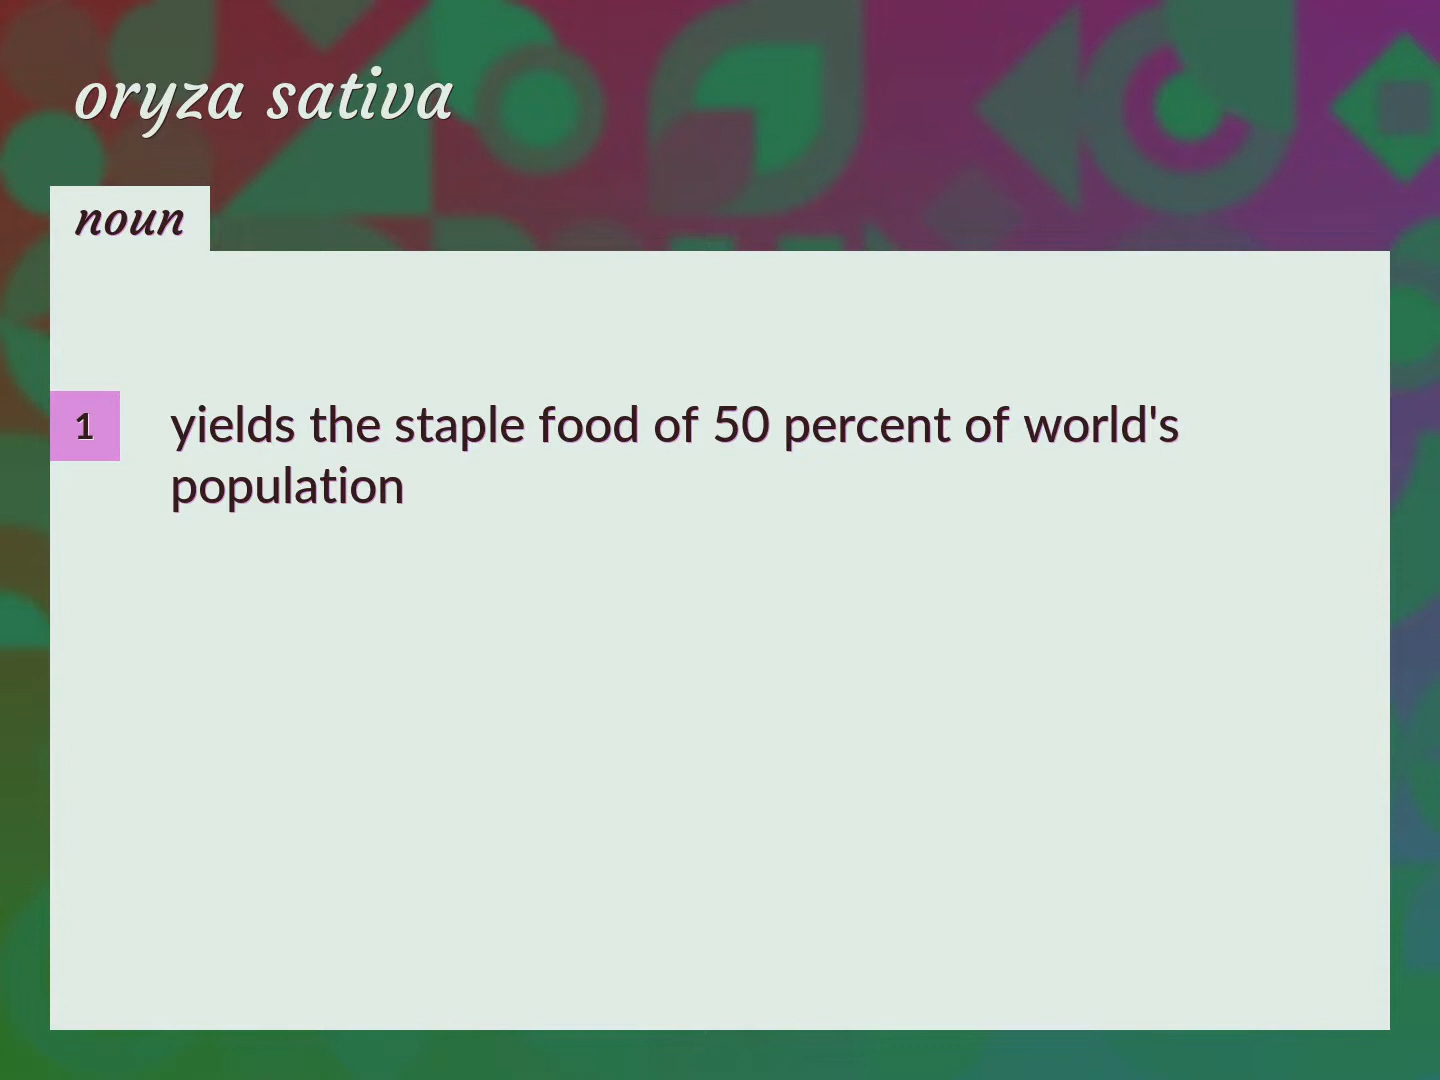 oryza sativa
noun
1
yields the staple food of 50 percent of world's
population